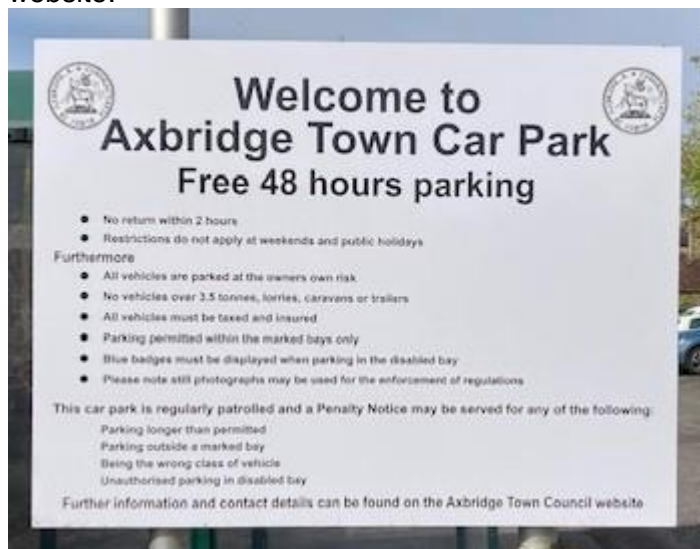 Welcome to
Axbridge Town Car Park
Free 48 hours parking
● No return within 2 hours
● Restrictions do not apply at weekends and public holidays
Furthermore
● All vehicles are parked at the owners own risk
● No vehicles over 3.5 tonnes, lorries, caravans or trailers
● All vehicles must be taxed and insured
● Parking permitted within the marked bays only
● Blue badges must be displayed when parking in the disabled bay
● Please note still photographs may be used for the enforcement of regulations
This car park is regularly patrolled and a Penalty Notice may be served for any of the following:
Parking longer than permitted
Parking outside a marked bay
Being the wrong class of vehicle
Unauthorised parking in disabled bay
Further information and contact details can be found on the Axbridge Town Council website